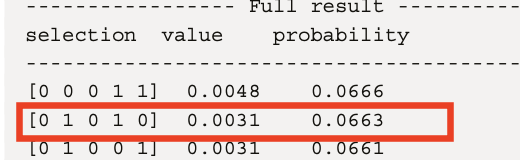 ----------------- Full result ----------
selection  value    probability
-----------------------------------------
[0 0 0 1 1]  0.0048    0.0666
[0 1 0 1 0]  0.0031    0.0663
[0 1 0 0 1]  0.0031    0.0661